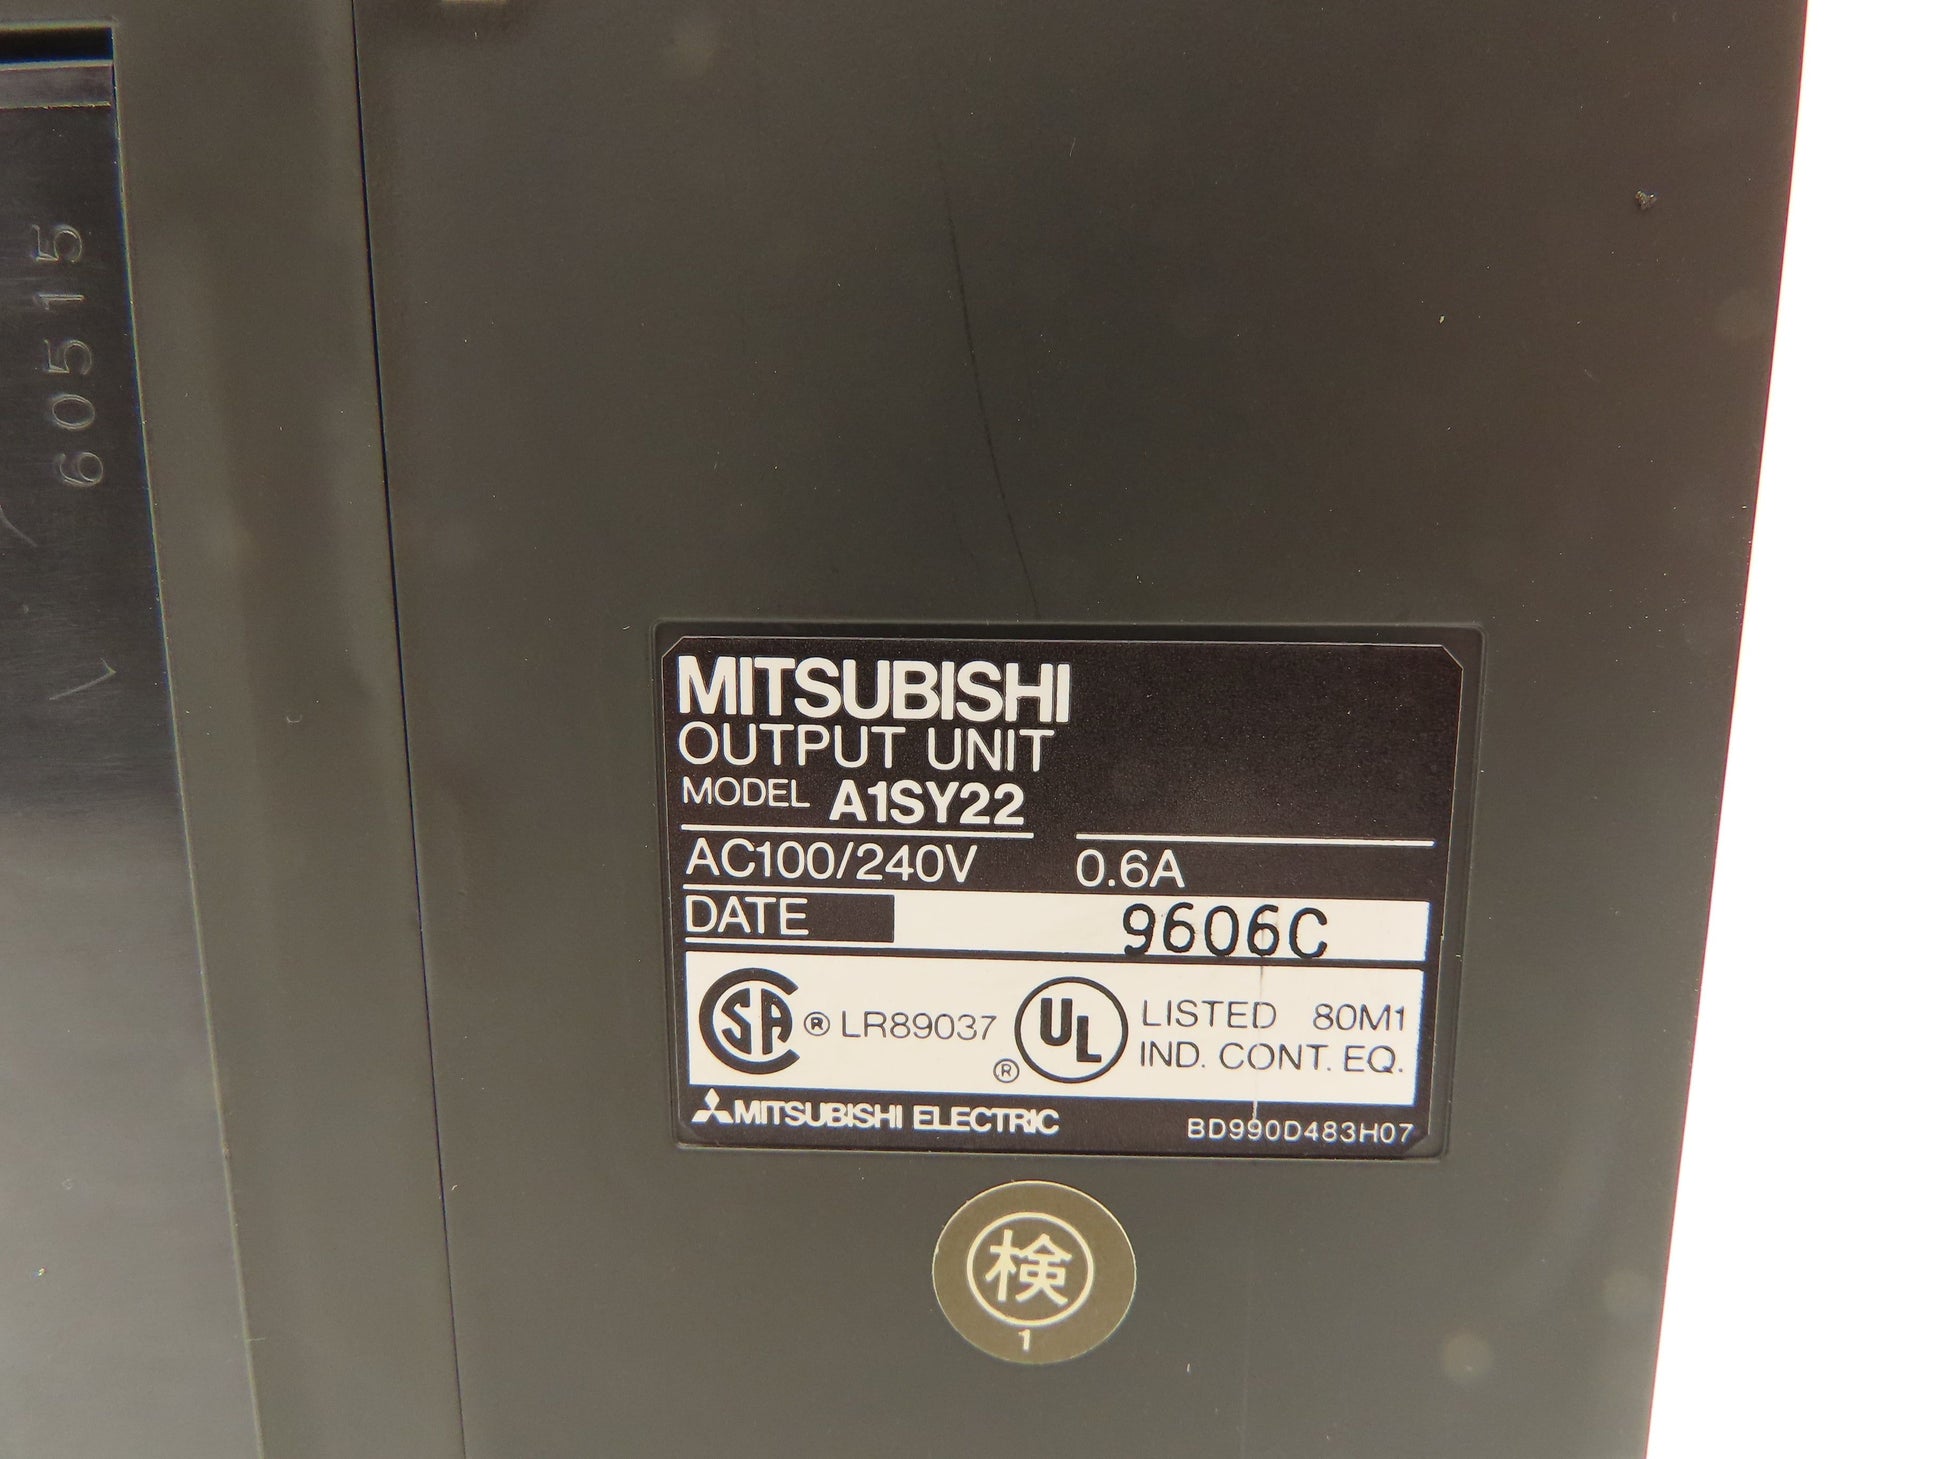 60515
MITSUBISHI
OUTPUT UNIT
MODEL A1SY22
AC100/240V 0.6A
DATE 9606C
SA ® LR89037 ® UL LISTED 80M1
IND. CONT. EQ.
MITSUBISHI ELECTRIC BD990D483H07
検
1